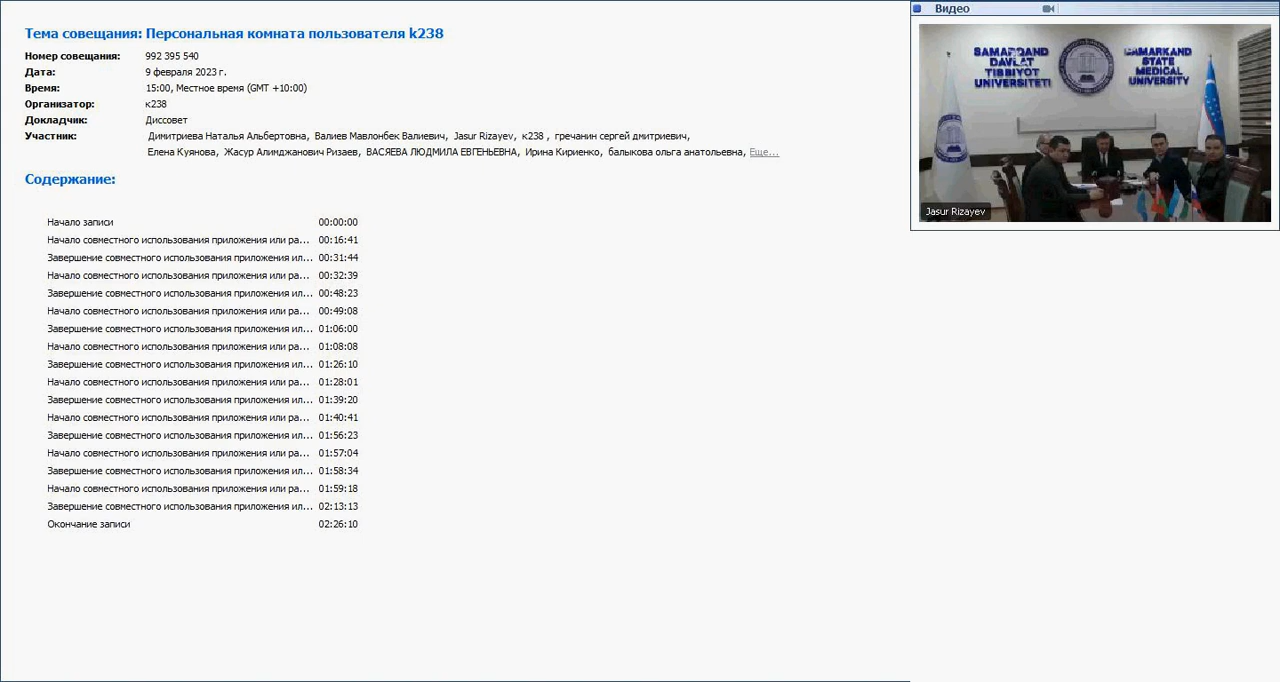 Тема совещания: Персональная комната пользователя k238
Номер совещания: 992 395 540
Дата: 9 февраля 2023 г.
Время: 15:00, Местное время (GMT +10:00)
Организатор: к238
Докладчик: Диссовет
Участник: Димитриева Наталья Альбертовна, Валиев Мавлонбек Валиевич, Jasur Rizayev, к238 , гречанин сергей дмитриевич,
Елена Куянова, Жасур Алимджанович Ризаев, ВАСЯЕВА ЛЮДМИЛА ЕВГЕНЬЕВНА, Ирина Кириенко, балыкова ольга анатольевна, Еще...
Содержание:
Начало записи 00:00:00
Начало совместного использования приложения или ра... 00:16:41
Завершение совместного использования приложения ил... 00:31:44
Начало совместного использования приложения или ра... 00:32:39
Завершение совместного использования приложения ил... 00:48:23
Начало совместного использования приложения или ра... 00:49:08
Завершение совместного использования приложения ил... 01:06:00
Начало совместного использования приложения или ра... 01:08:08
Завершение совместного использования приложения ил... 01:26:10
Начало совместного использования приложения или ра... 01:28:01
Завершение совместного использования приложения ил... 01:39:20
Начало совместного использования приложения или ра... 01:40:41
Завершение совместного использования приложения ил... 01:56:23
Начало совместного использования приложения или ра... 01:57:04
Завершение совместного использования приложения ил... 01:58:34
Начало совместного использования приложения или ра... 01:59:18
Завершение совместного использования приложения ил... 02:13:13
Окончание записи 02:26:10
Видео
SAMARQAND
DAVLAT
TIBBIYOT
UNIVERSITETI
SAMARKAND
STATE
MEDICAL
UNIVERSITY
Jasur Rizayev